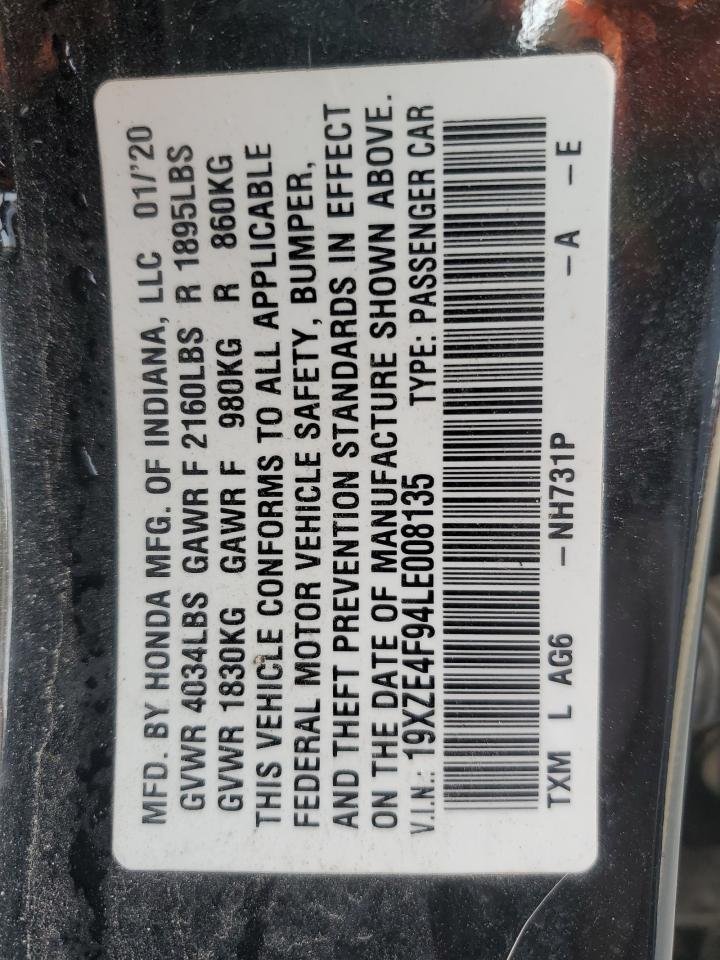 MFD. BY HONDA MFG. OF INDIANA, LLC 01/'20
GVWR 4034LBS GAWR F 2160LBS R 1895LBS
GVWR 1830KG GAWR F 980KG R 860KG
THIS VEHICLE CONFORMS TO ALL APPLICABLE
FEDERAL MOTOR VEHICLE SAFETY, BUMPER,
AND THEFT PREVENTION STANDARDS IN EFFECT
ON THE DATE OF MANUFACTURE SHOWN ABOVE.
V.I.N.: 19XZE4F94LE008135 TYPE: PASSENGER CAR
TXM L AG6 -NH731P -A -E